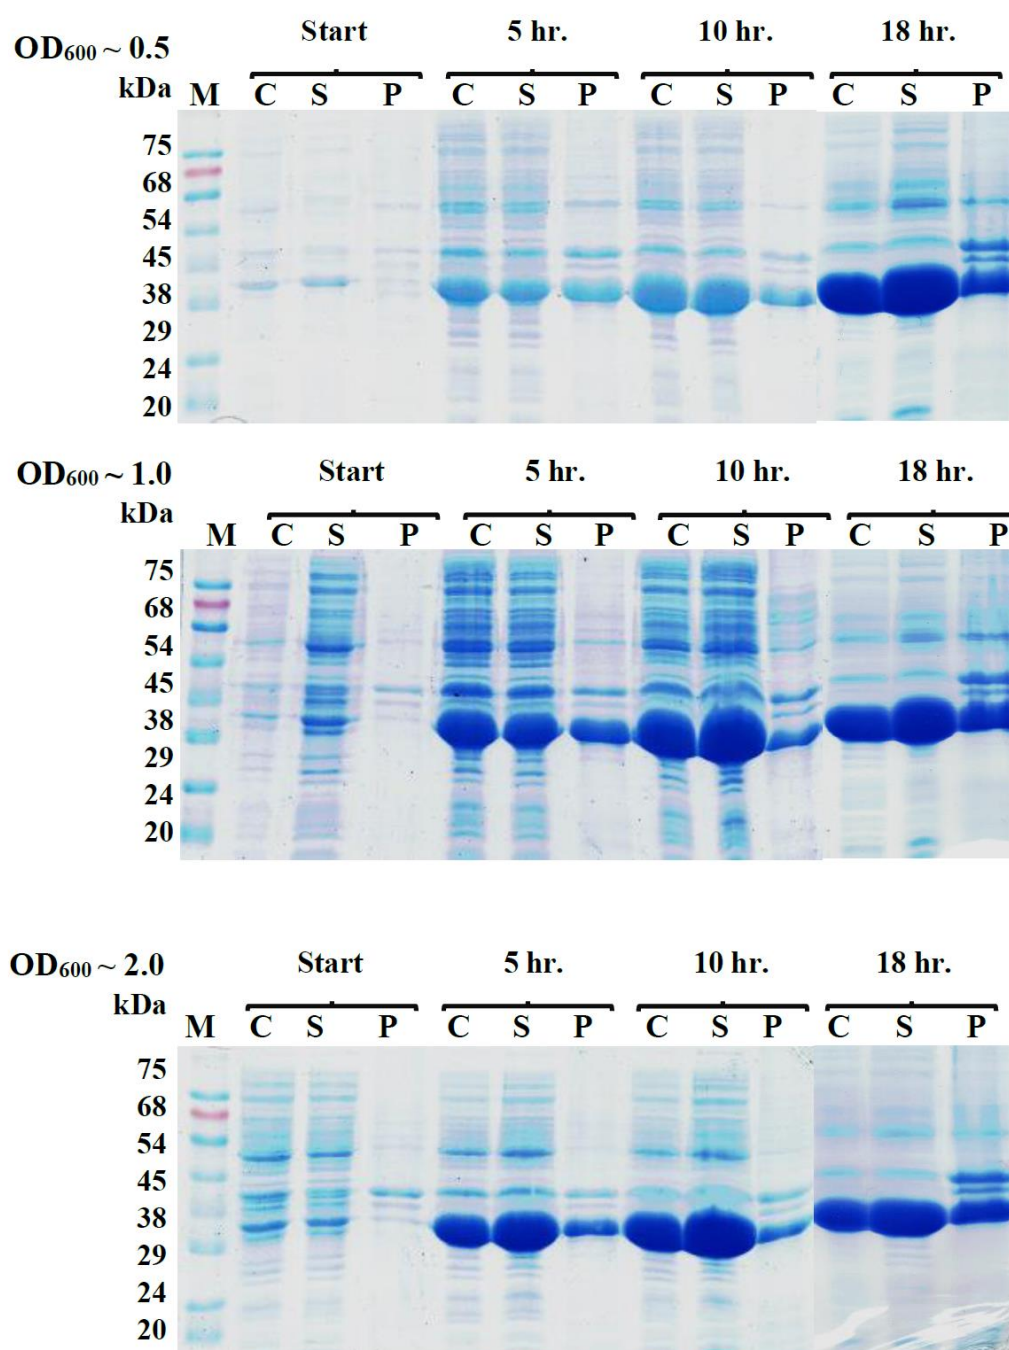 Start 5 hr. 10 hr. 18 hr.
OD₆₀₀ ~ 0.5
kDa M C S P C S P C S P C S P
75
68
54
45
38
29
24
20
Start 5 hr. 10 hr. 18 hr.
OD₆₀₀ ~ 1.0
kDa
M C S P C S P C S P C S P
75
68
54
45
38
29
24
20
Start 5 hr. 10 hr. 18 hr.
OD₆₀₀ ~ 2.0
kDa
M C S P C S P C S P C S P
75
68
54
45
38
29
24
20